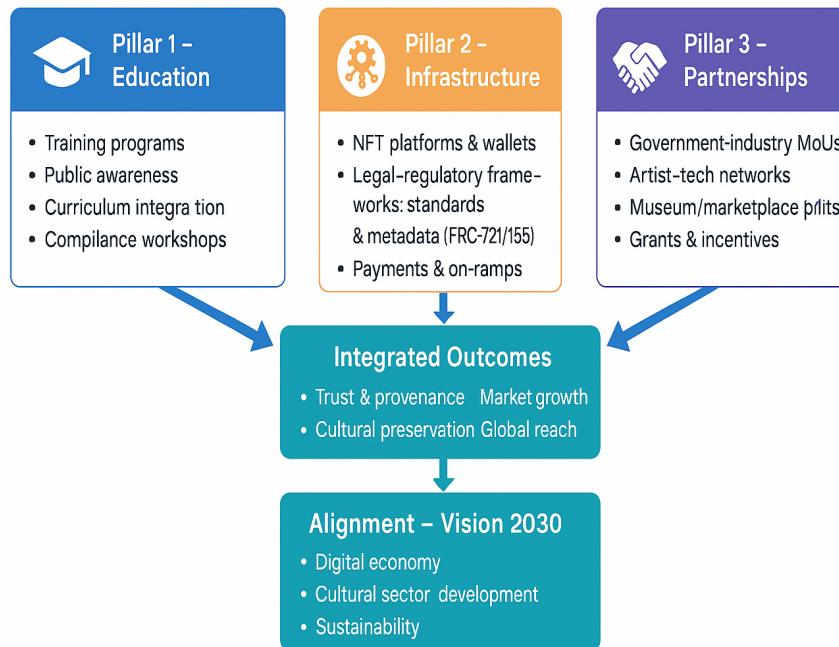 Pillar 1 –
Education
Training programs
Public awareness
Curriculum integra tion
Compilance workshops
Pillar 2 –
Infrastructure
NFT platforms & wallets
Legal–regulatory frame–
works: standards
& metadata (FRC-721/155)
Payments & on-ramps
Pillar 3 –
Partnerships
Government-industry MoUs
Artist–tech networks
Museum/marketplace
Grants & incentives
Integrated Outcomes
Trust & provenance Market growth
Cultural preservation Global reach
Alignment – Vision 2030
Digital economy
Cultural sector development
Sustainability